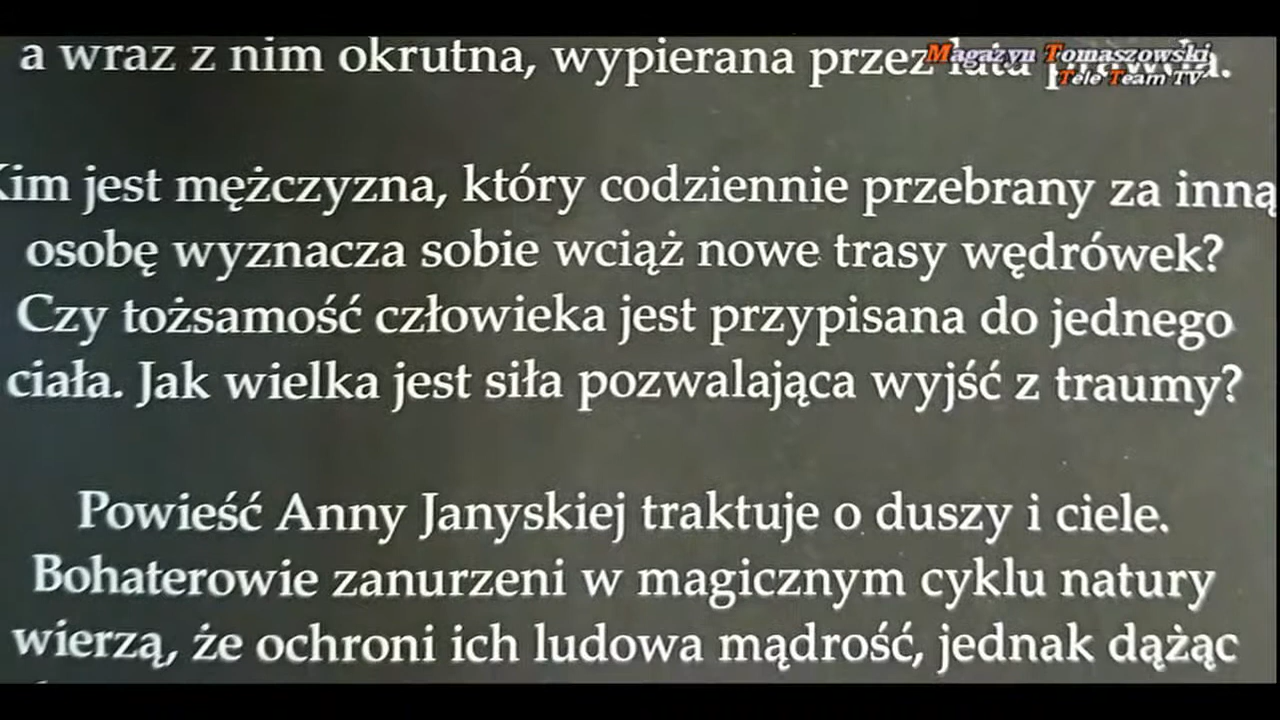 a wraz z nim okrutna, wypierana przez lata prawda.
Magazyn Tomaszowski
Tele Team TV
Kim jest mężczyzna, który codziennie przebrany za inną
osobę wyznacza sobie wciąż nowe trasy wędrówek?
Czy tożsamość człowieka jest przypisana do jednego
ciała. Jak wielka jest siła pozwalająca wyjść z traumy?
Powieść Anny Janyskiej traktuje o duszy i ciele.
Bohaterowie zanurzeni w magicznym cyklu natury
wierzą, że ochroni ich ludowa mądrość, jednak dążąc